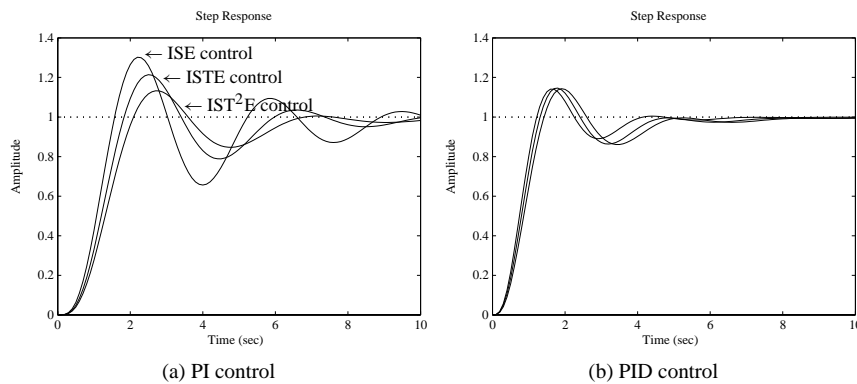 Step Response
1.4
1.2
1
0.8
0.6
0.4
0.2
0
Amplitude
← ISE control
← ISTE control
← IST²E control
0 2 4 6 8 10
Time (sec)
(a) PI control
Step Response
1.4
1.2
1
0.8
0.6
0.4
0.2
0
Amplitude
0 2 4 6 8 10
Time (sec)
(b) PID control